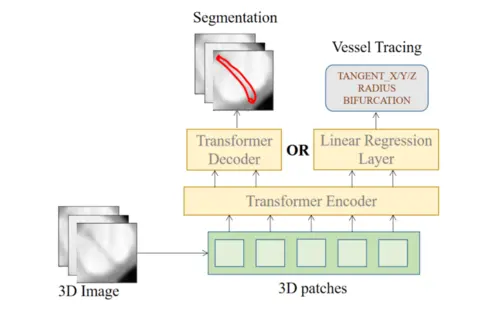 Segmentation
Vessel Tracing
TANGENT_X/Y/Z
RADIUS
BIFURCATION
Transformer
Decoder
OR
Linear Regression
Layer
Transformer Encoder
3D Image
3D patches